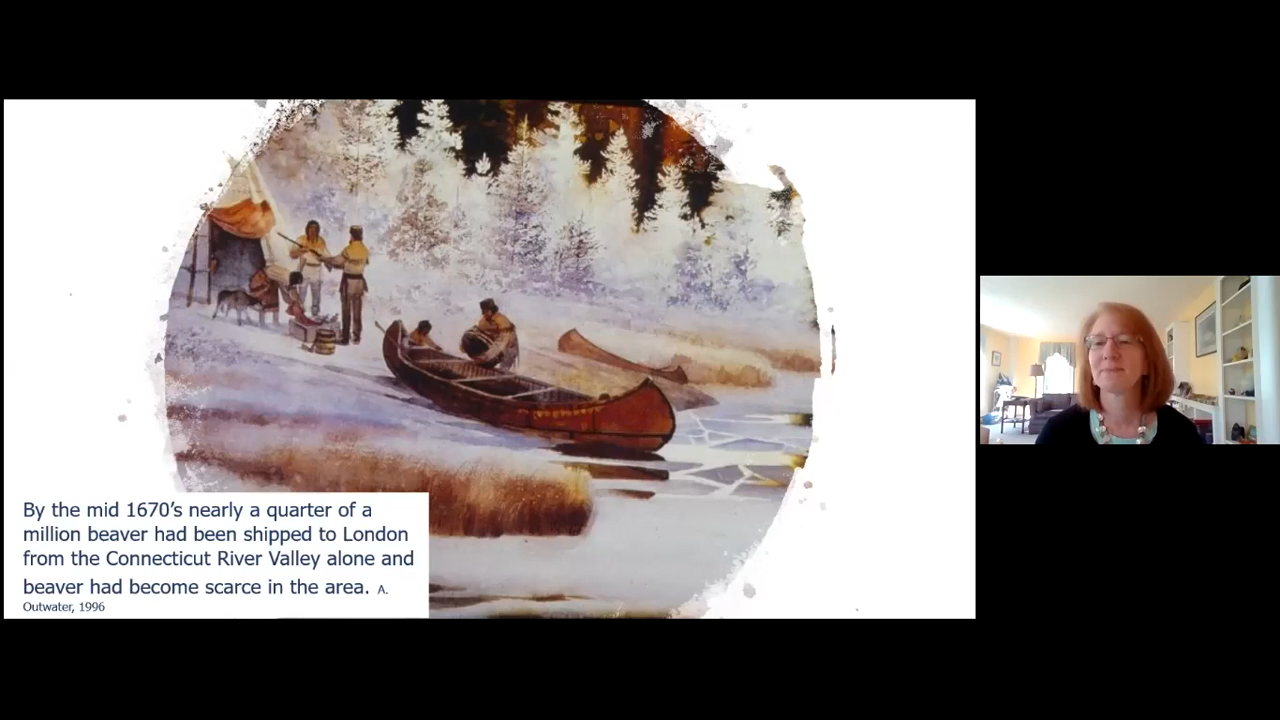 By the mid 1670’s nearly a quarter of a
million beaver had been shipped to London
from the Connecticut River Valley alone and
beaver had become scarce in the area. A.
Outwater, 1996